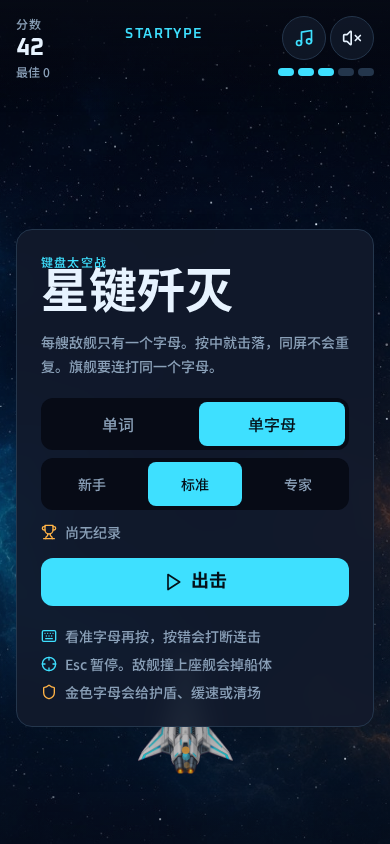 分数
42
最佳 0
STARTYPE
键盘太空战
星键歼灭
每艘敌舰只有一个字母。按中就击落，同屏不会重
复。旗舰要连打同一个字母。
单词
单字母
新手
标准
专家
尚无纪录
出击
看准字母再按，按错会打断连击
Esc 暂停。敌舰撞上座舰会掉船体
金色字母会给护盾、缓速或清场